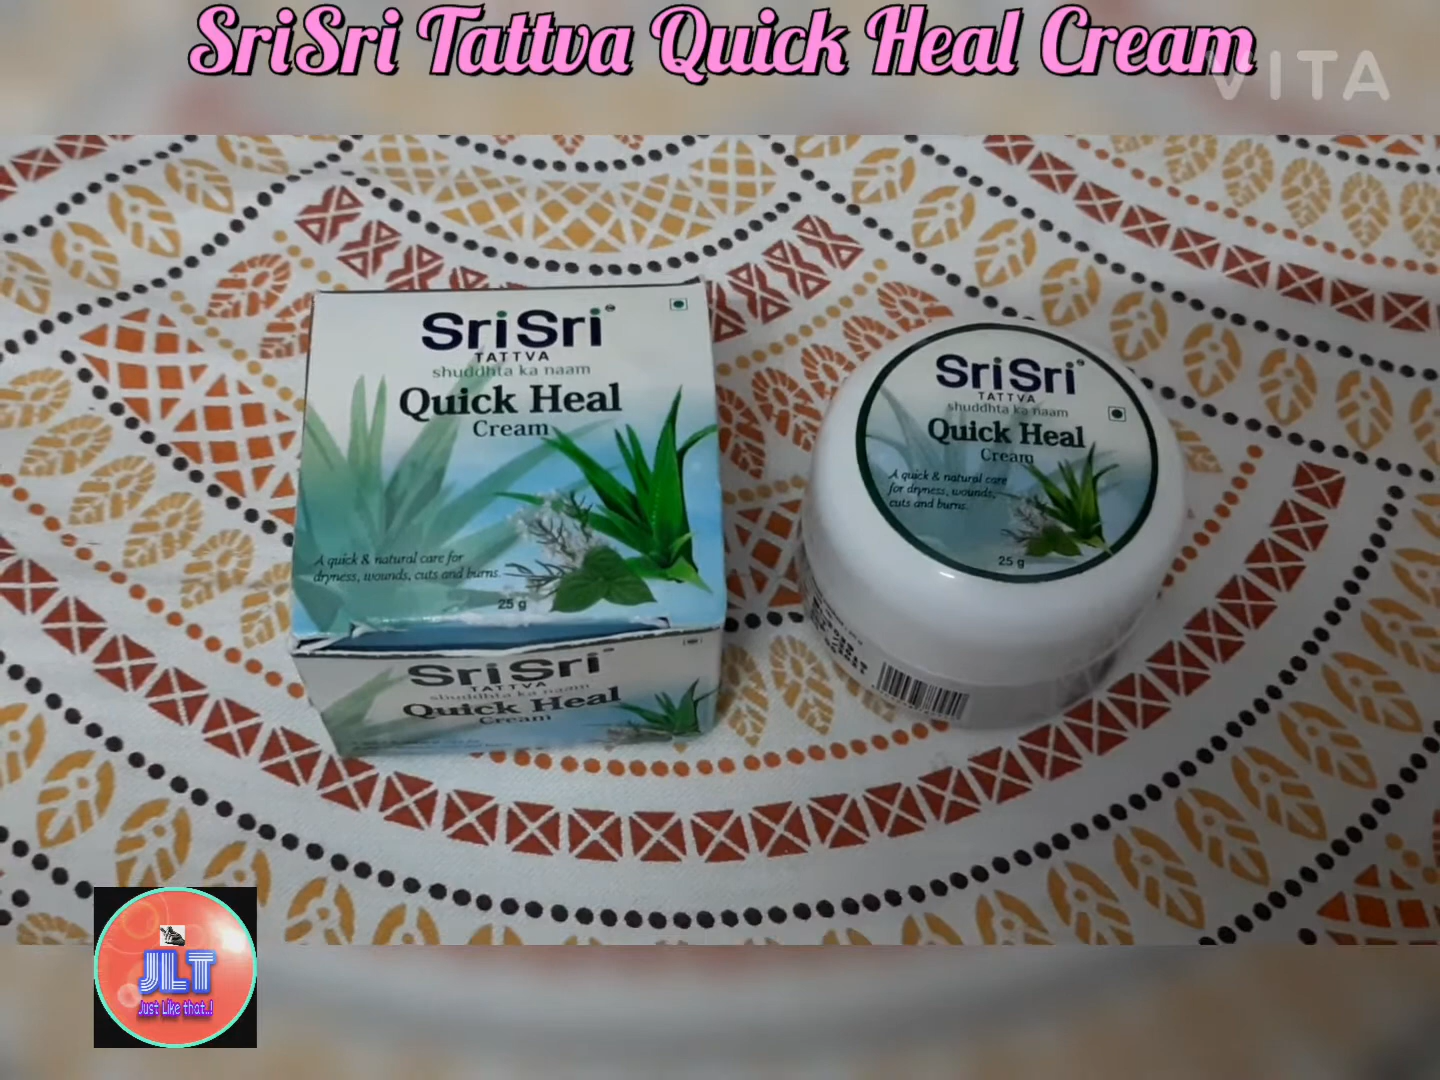 SriSri Tattva Quick Heal Cream
VITA
SriSri
TATTVA
shuddhta ka naam
Quick Heal
Cream
A quick & natural care for
dryness, wounds, cuts and burns.
25 g
SriSri
TATTVA
shuddhta ka naam
Quick Heal
Cream
SriSri
TATTVA
shuddhta ka naam
Quick Heal
Cream
A quick & natural care
for dryness, wounds,
cuts and burns.
25 g
JLT
Just Like that..!